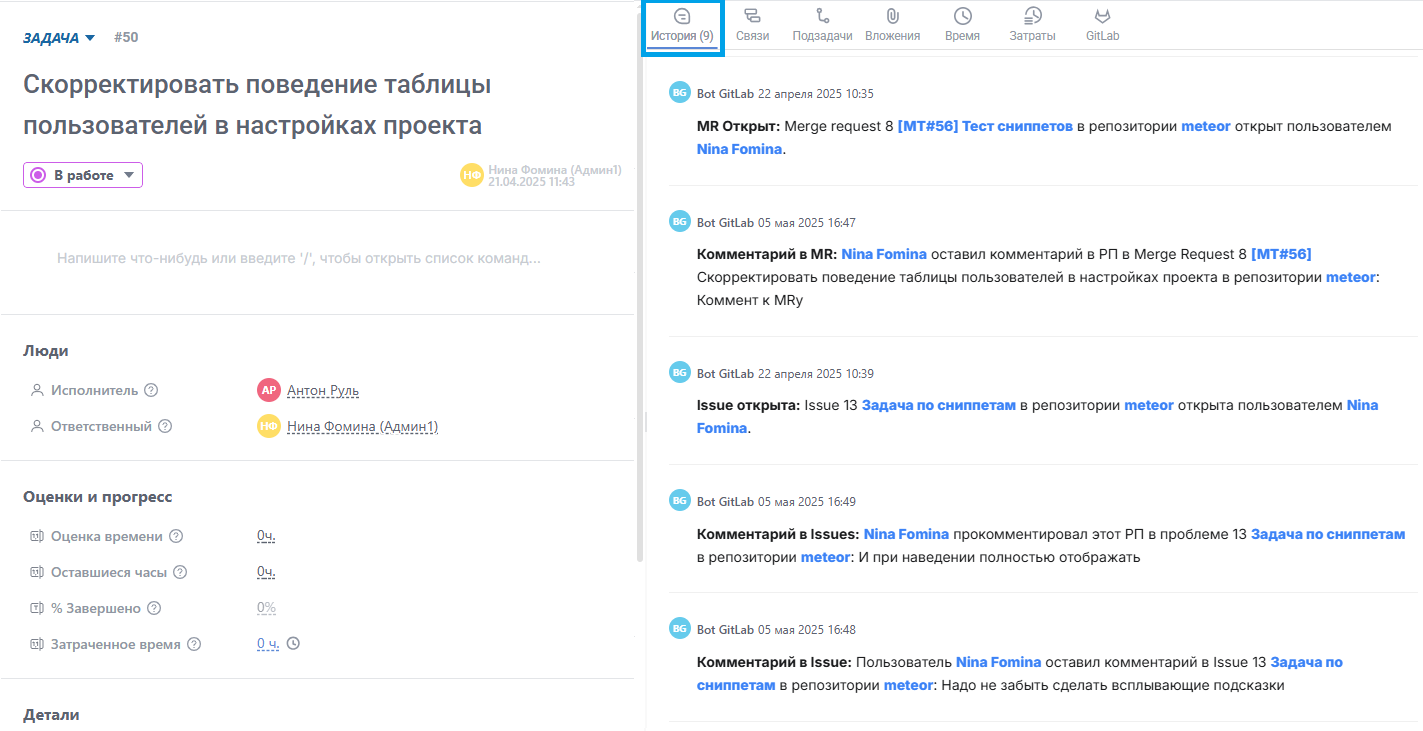 ЗАДАЧА #50
Скорректировать поведение таблицы
пользователей в настройках проекта
В работе
НФ
Нина Фомина (Админ1)
21.04.2025 11:43
Напишите что-нибудь или введите '/', чтобы открыть список команд...
Люди
Исполнитель ? АР Антон Руль
Ответственный ? НФ Нина Фомина (Админ1)
Оценки и прогресс
Оценка времени ? 0ч.
Оставшиеся часы ? 0ч.
% Завершено ? 0%
Затраченное время ? 0 ч.
Детали
История (9) Связи Подзадачи Вложения Время Затраты GitLab
BG Bot GitLab 22 апреля 2025 10:35
MR Открыт: Merge request 8 [MT#56] Тест сниппетов в репозитории meteor открыт пользователем
Nina Fomina.
BG Bot GitLab 05 мая 2025 16:47
Комментарий в MR: Nina Fomina оставил комментарий в РП в Merge Request 8 [MT#56]
Скорректировать поведение таблицы пользователей в настройках проекта в репозитории meteor:
Коммент к MRу
BG Bot GitLab 22 апреля 2025 10:39
Issue открыта: Issue 13 Задача по сниппетам в репозитории meteor открыта пользователем Nina
Fomina.
BG Bot GitLab 05 мая 2025 16:49
Комментарий в Issues: Nina Fomina прокомментировал этот РП в проблеме 13 Задача по сниппетам
в репозитории meteor: И при наведении полностью отображать
BG Bot GitLab 05 мая 2025 16:48
Комментарий в Issue: Пользователь Nina Fomina оставил комментарий в Issue 13 Задача по
сниппетам в репозитории meteor: Надо не забыть сделать всплывающие подсказки